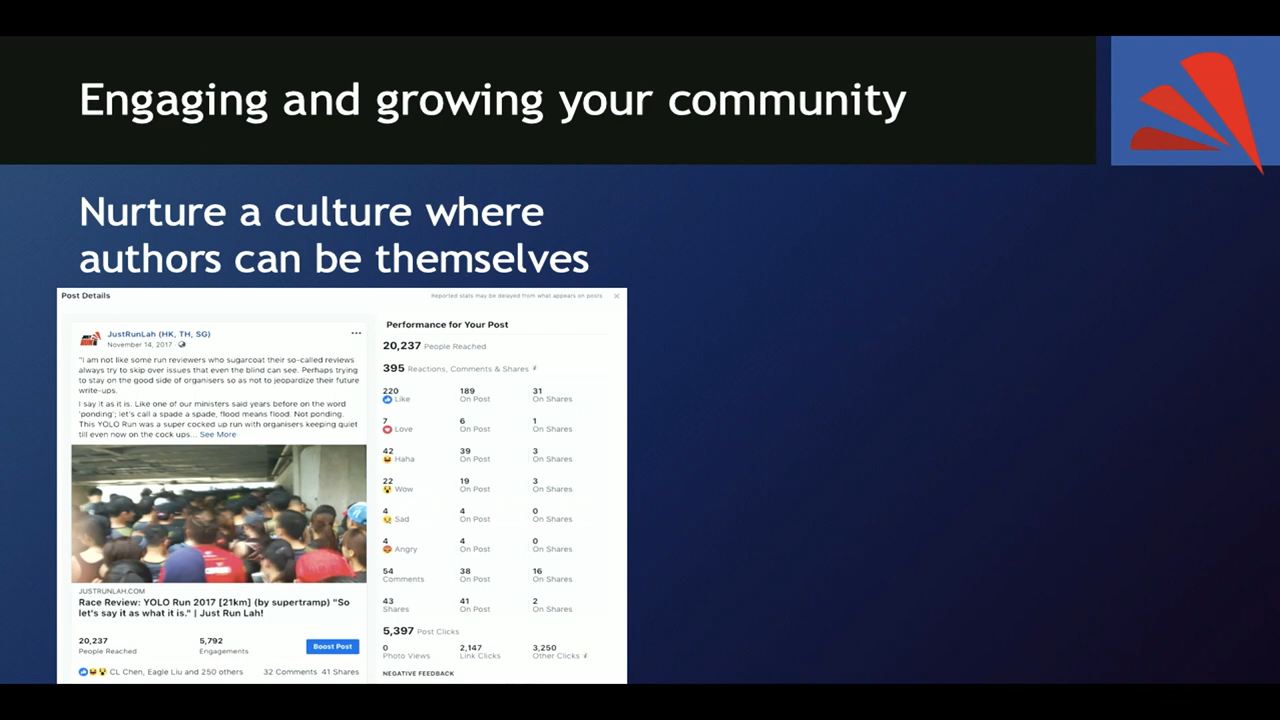 Engaging and growing your community
Nurture a culture where
authors can be themselves
Post Details
Reported stats may be delayed from what appears on posts
JustRunLah (HK, TH, SG)
November 14, 2017
"I am not like some run reviewers who sugarcoat their so-called reviews
always try to skip over issues that even the blind can see. Perhaps trying
to stay on the good side of organisers so as not to jeopardize their future
write-ups.
I say it as it is. Like one of our ministers said years before on the word
'ponding'; let's call a spade a spade, flood means flood. Not ponding.
This YOLO Run was a super cocked up run with organisers keeping quiet
till even now on the cock ups... See More
JUSTRUNLAH.COM
Race Review: YOLO Run 2017 [21km] (by supertramp) "So
let's say it as what it is." | Just Run Lah!
20,237 5,792
People Reached Engagements Boost Post
CL Chen, Eagle Liu and 250 others 32 Comments 41 Shares
Performance for Your Post
20,237 People Reached
395 Reactions, Comments & Shares
220 189 31
Like On Post On Shares
7 6 1
Love On Post On Shares
42 39 3
Haha On Post On Shares
22 19 3
Wow On Post On Shares
4 4 0
Sad On Post On Shares
4 4 0
Angry On Post On Shares
54 38 16
Comments On Post On Shares
43 41 2
Shares On Post On Shares
5,397 Post Clicks
0 2,147 3,250
Photo Views Link Clicks Other Clicks
NEGATIVE FEEDBACK